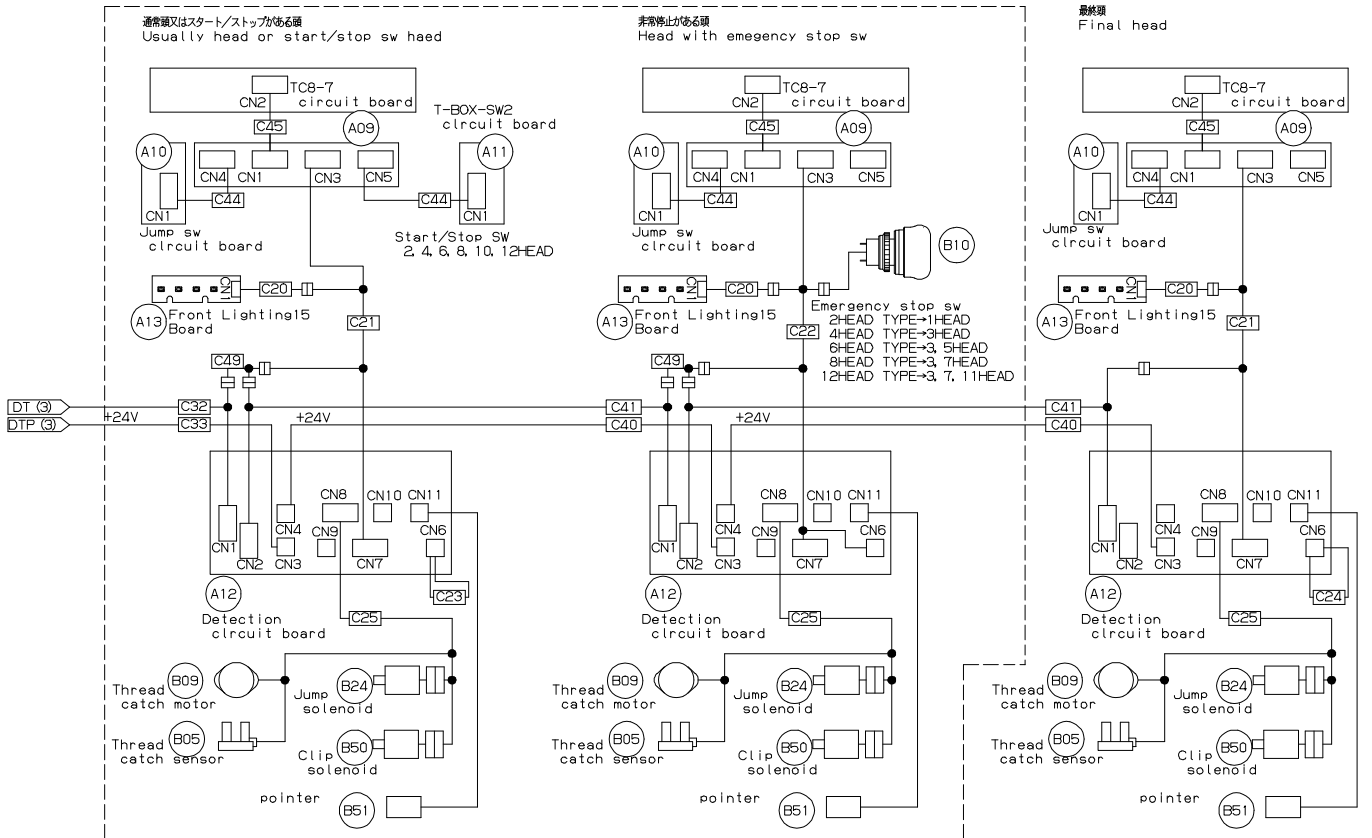 通常頭又はスタート／ストップがある頭
Usually head or start/stop sw haed
TC8-7
circuit board
CN2
C45
A09
T-BOX-SW2
clrcuit board
A10
A11
CN4
CN1
CN3
CN5
CN1
C44
C44
CN1
Jump sw
clrcuit board
Start/Stop SW
2, 4, 6, 8, 10, 12HEAD
CN1
C20
A13
Front Lighting15
Board
C21
C49
DT (3)
C32
DTP (3)
+24V
C33
+24V
CN8
CN10
CN11
CN4
CN9
CN6
CN1
CN2
CN3
CN7
C23
A12
Detection
clrcuit board
C25
B09
Thread
catch motor
B24
Jump
solenoid
B05
Thread
catch sensor
B50
Clip
solenoid
pointer
B51
非常停止がある頭
Head with emegency stop sw
TC8-7
circuit board
CN2
C45
A09
A10
CN4
CN1
CN3
CN5
CN1
C44
Jump sw
clrcuit board
B10
CN1
C20
A13
Front Lighting15
Board
Emergency stop sw
2HEAD TYPE→1HEAD
4HEAD TYPE→3HEAD
6HEAD TYPE→3, 5HEAD
8HEAD TYPE→3, 7HEAD
12HEAD TYPE→3, 7, 11HEAD
C22
C49
C41
C40
+24V
CN8
CN10
CN11
CN4
CN9
CN6
CN1
CN2
CN3
CN7
A12
Detection
clrcuit board
C25
B09
Thread
catch motor
B24
Jump
solenoid
B05
Thread
catch sensor
B50
Clip
solenoid
pointer
B51
最終頭
Final head
TC8-7
circuit board
CN2
C45
A09
A10
CN4
CN1
CN3
CN5
CN1
C44
Jump sw
clrcuit board
CN1
C20
A13
Front Lighting15
Board
C21
C41
C40
CN8
CN10
CN11
CN4
CN9
CN6
CN1
CN2
CN3
CN7
C24
A12
Detection
clrcuit board
C25
B09
Thread
catch motor
B24
Jump
solenoid
B05
Thread
catch sensor
B50
Clip
solenoid
pointer
B51